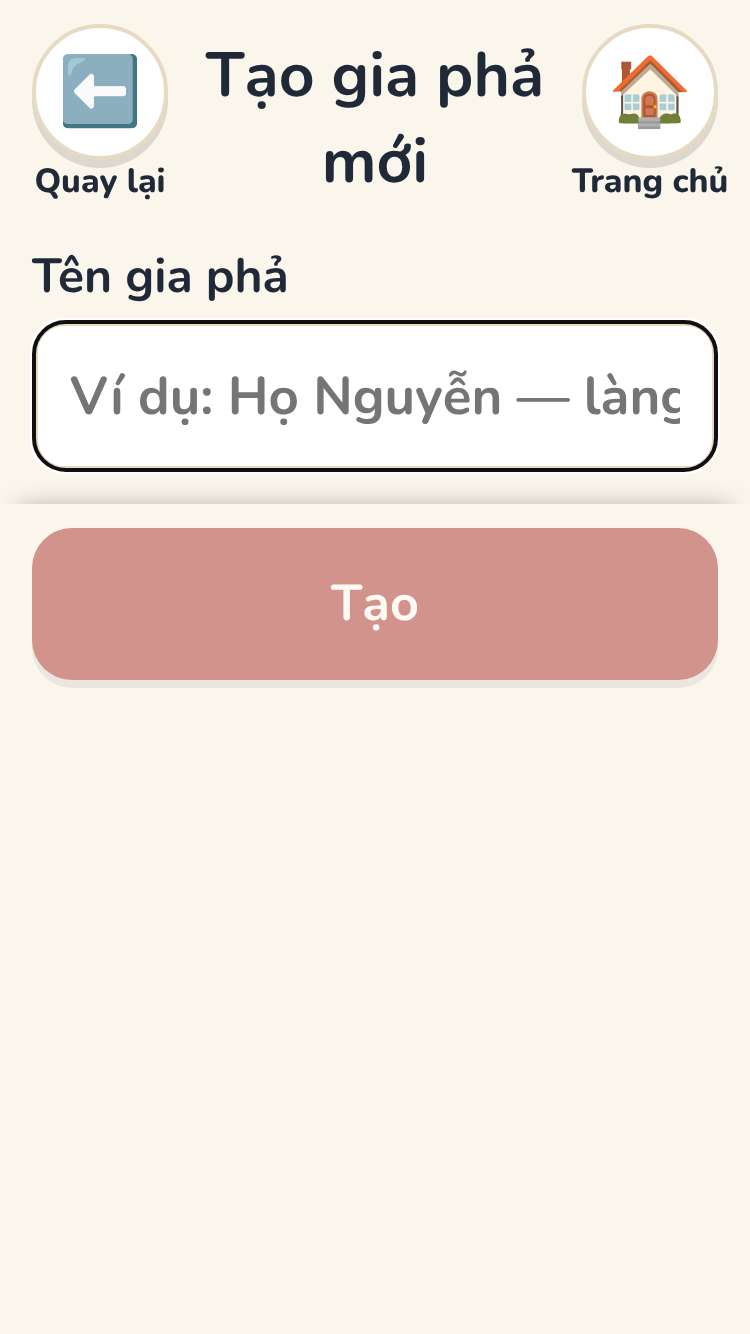 Tạo gia phả
mới
Quay lại
Trang chủ
Tên gia phả
Ví dụ: Họ Nguyễn — làng
Tạo